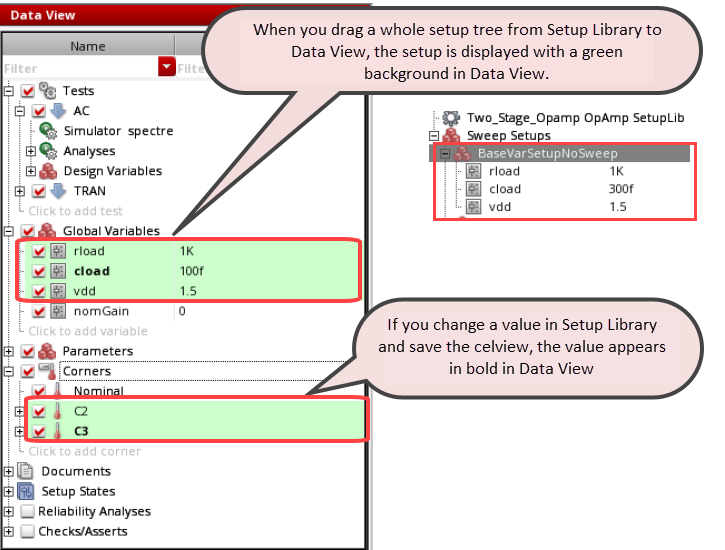 Data View
When you drag a whole setup tree from Setup Library to
Data View, the setup is displayed with a green
background in Data View.
Name
Filter
Filte
Tests
AC
Simulator spectre
Analyses
Design Variables
TRAN
Click to add test
Global Variables
rload 1K
cload 100f
vdd 1.5
nomGain 0
Click to add variable
Parameters
Corners
Nominal
C2
C3
Click to add corner
Documents
Setup States
Reliability Analyses
Checks/Asserts
Two_Stage_Opamp OpAmp SetupLib
Sweep Setups
BaseVarSetupNoSweep
rload 1K
cload 300f
vdd 1.5
If you change a value in Setup Library
and save the celview, the value appears
in bold in Data View